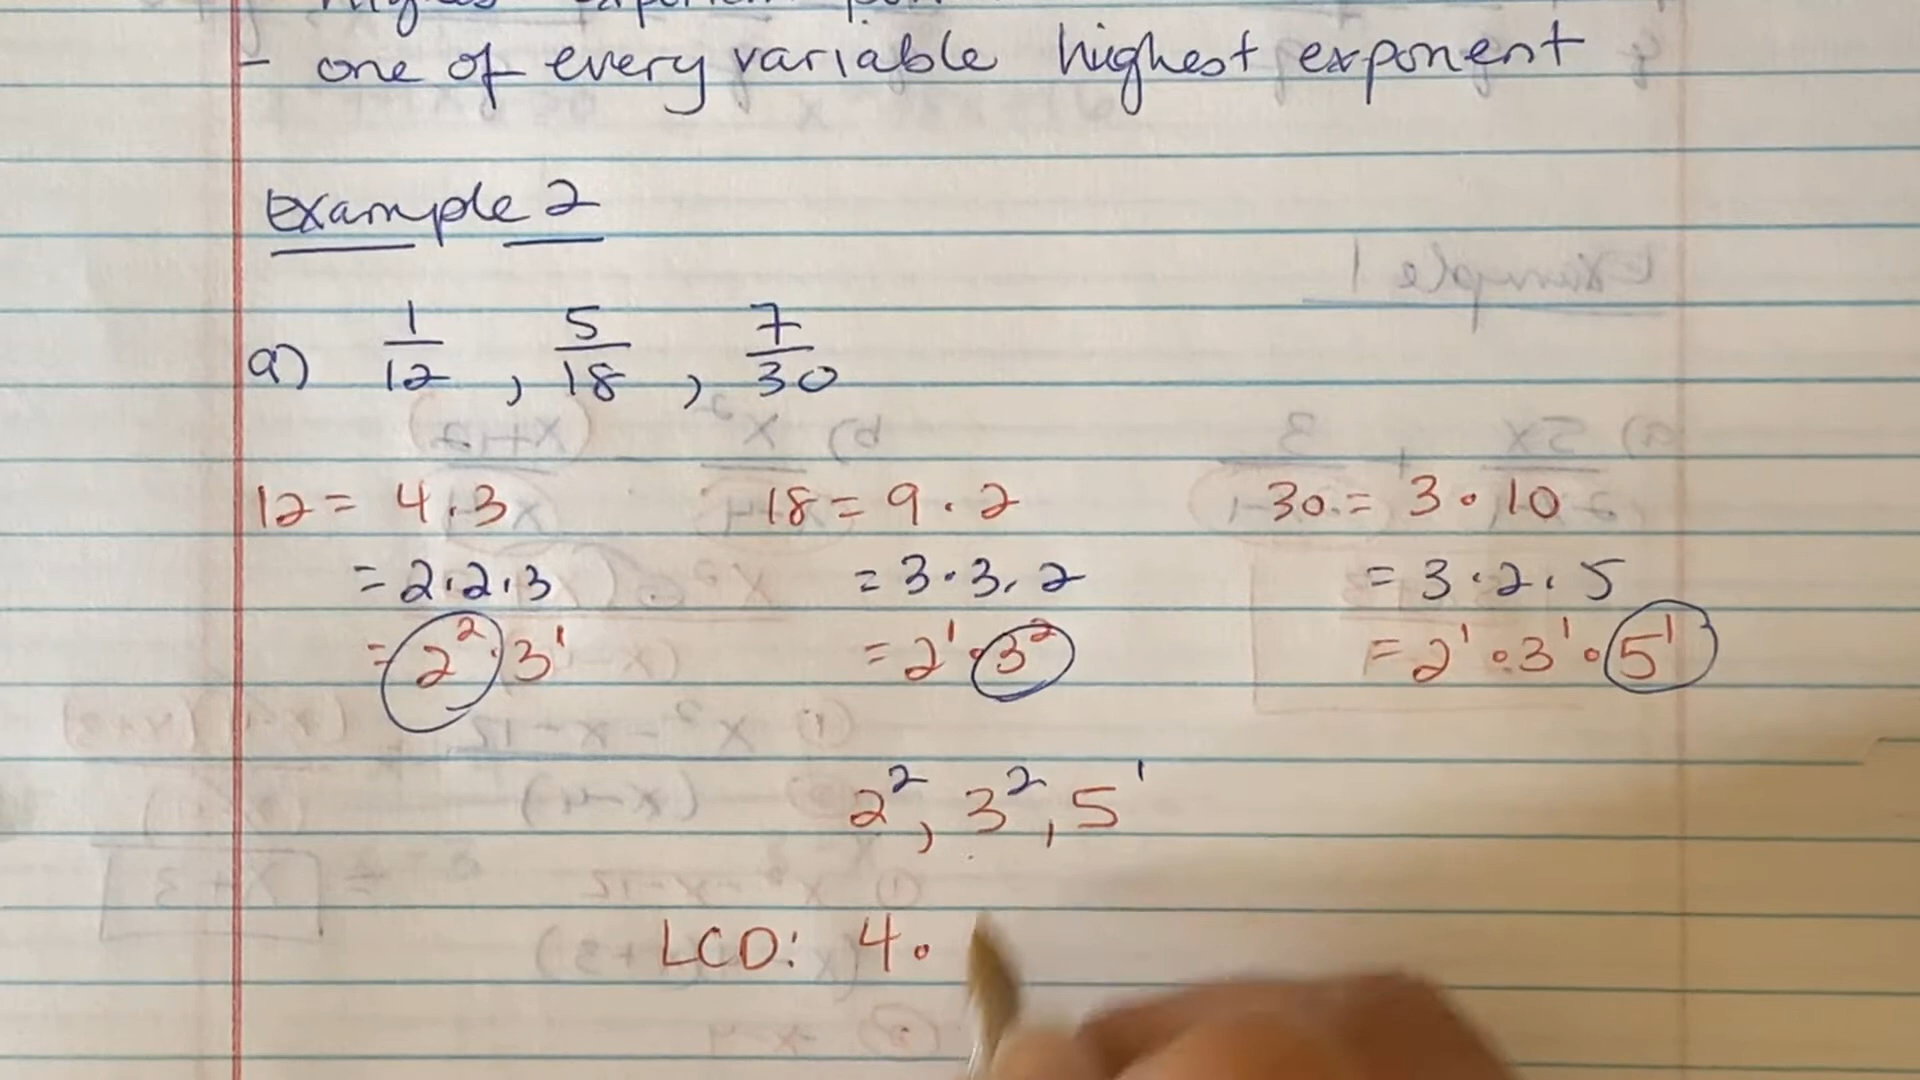 - one of every variable highest exponent
Example 2
a) 1/12 , 5/18 , 7/30
12 = 4 · 3 18 = 9 · 2 30 = 3 · 10
= 2 · 2 · 3 = 3 · 3 · 2 = 3 · 2 · 5
= 2² · 3¹ = 2¹ · 3² = 2¹ · 3¹ · 5¹
2², 3², 5¹
LCD: 4 ·